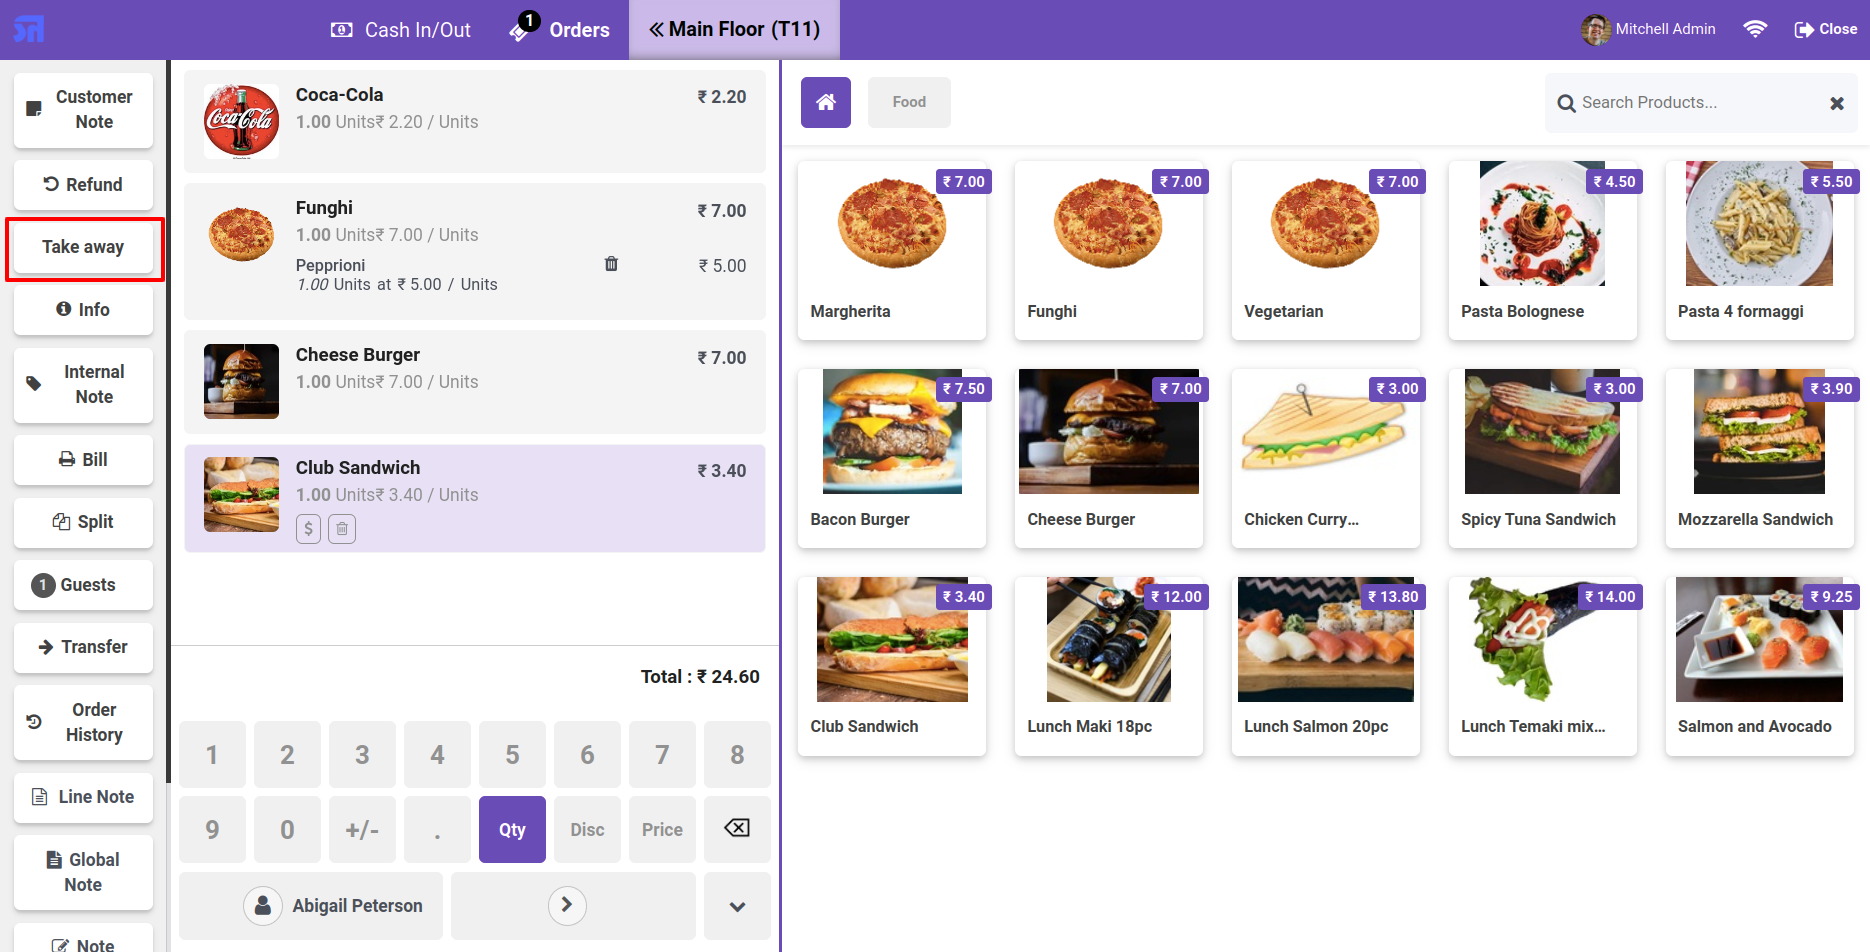 Cash In/Out
1
Orders
Main Floor (T11)
Mitchell Admin
Close
Customer
Note
Refund
Take away
Info
Internal
Note
Bill
Split
1 Guests
Transfer
Order
History
Line Note
Global
Note
Note
Coca-Cola
₹ 2.20
1.00 Units₹ 2.20 / Units
Coca-Cola
Funghi
₹ 7.00
1.00 Units₹ 7.00 / Units
Pepprioni
₹ 5.00
1.00 Units at ₹ 5.00 / Units
Cheese Burger
₹ 7.00
1.00 Units₹ 7.00 / Units
Club Sandwich
₹ 3.40
1.00 Units₹ 3.40 / Units
$
Total : ₹ 24.60
1 2 3 4 5 6 7 8
9 0 +/- . Qty Disc Price
Abigail Peterson
Food
Search Products...
₹ 7.00
Margherita
₹ 7.00
Funghi
₹ 7.00
Vegetarian
₹ 4.50
Pasta Bolognese
₹ 5.50
Pasta 4 formaggi
₹ 7.50
Bacon Burger
₹ 7.00
Cheese Burger
₹ 3.00
Chicken Curry...
₹ 3.00
Spicy Tuna Sandwich
₹ 3.90
Mozzarella Sandwich
₹ 3.40
Club Sandwich
₹ 12.00
Lunch Maki 18pc
₹ 13.80
Lunch Salmon 20pc
₹ 14.00
Lunch Temaki mix...
₹ 9.25
Salmon and Avocado